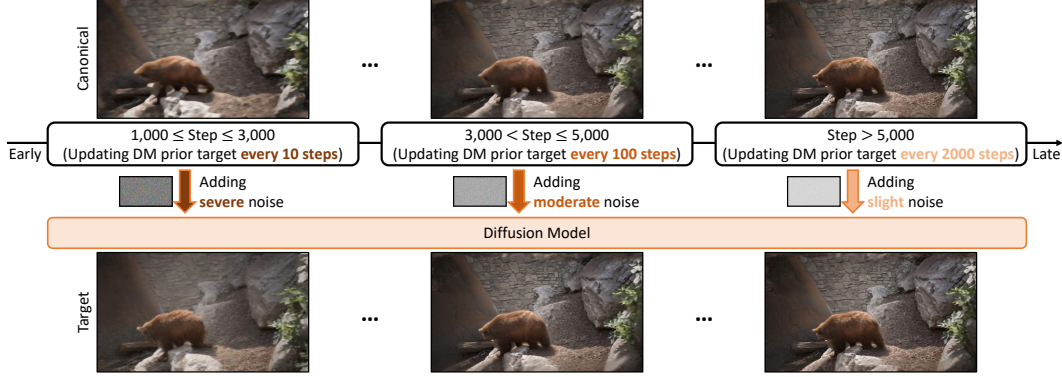 Canonical
...
...
1,000 ≤ Step ≤ 3,000
(Updating DM prior target every 10 steps)
3,000 < Step ≤ 5,000
(Updating DM prior target every 100 steps)
Step > 5,000
(Updating DM prior target every 2000 steps)
Early
Late
Adding
severe noise
Adding
moderate noise
Adding
slight noise
Diffusion Model
Target
...
...